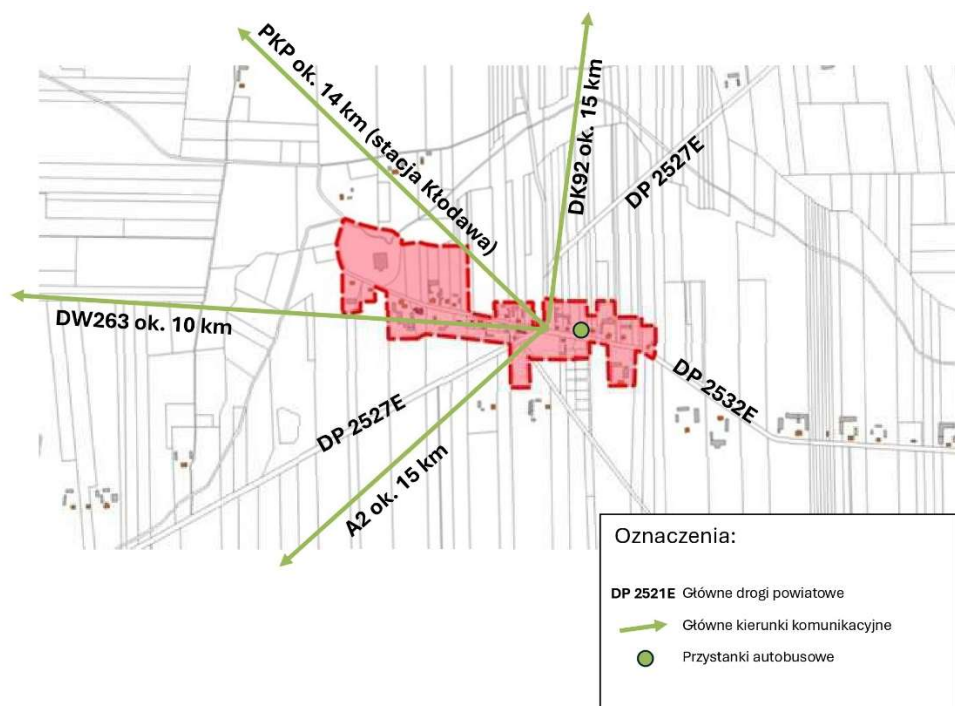 PKP ok. 14 km (stacja Kłodawa)
DK92 ok. 15 km
DP 2527E
DW263 ok. 10 km
DP 2527E
A2 ok. 15 km
DP 2532E
Oznaczenia:
DP 2521E Główne drogi powiatowe
Główne kierunki komunikacyjne
Przystanki autobusowe